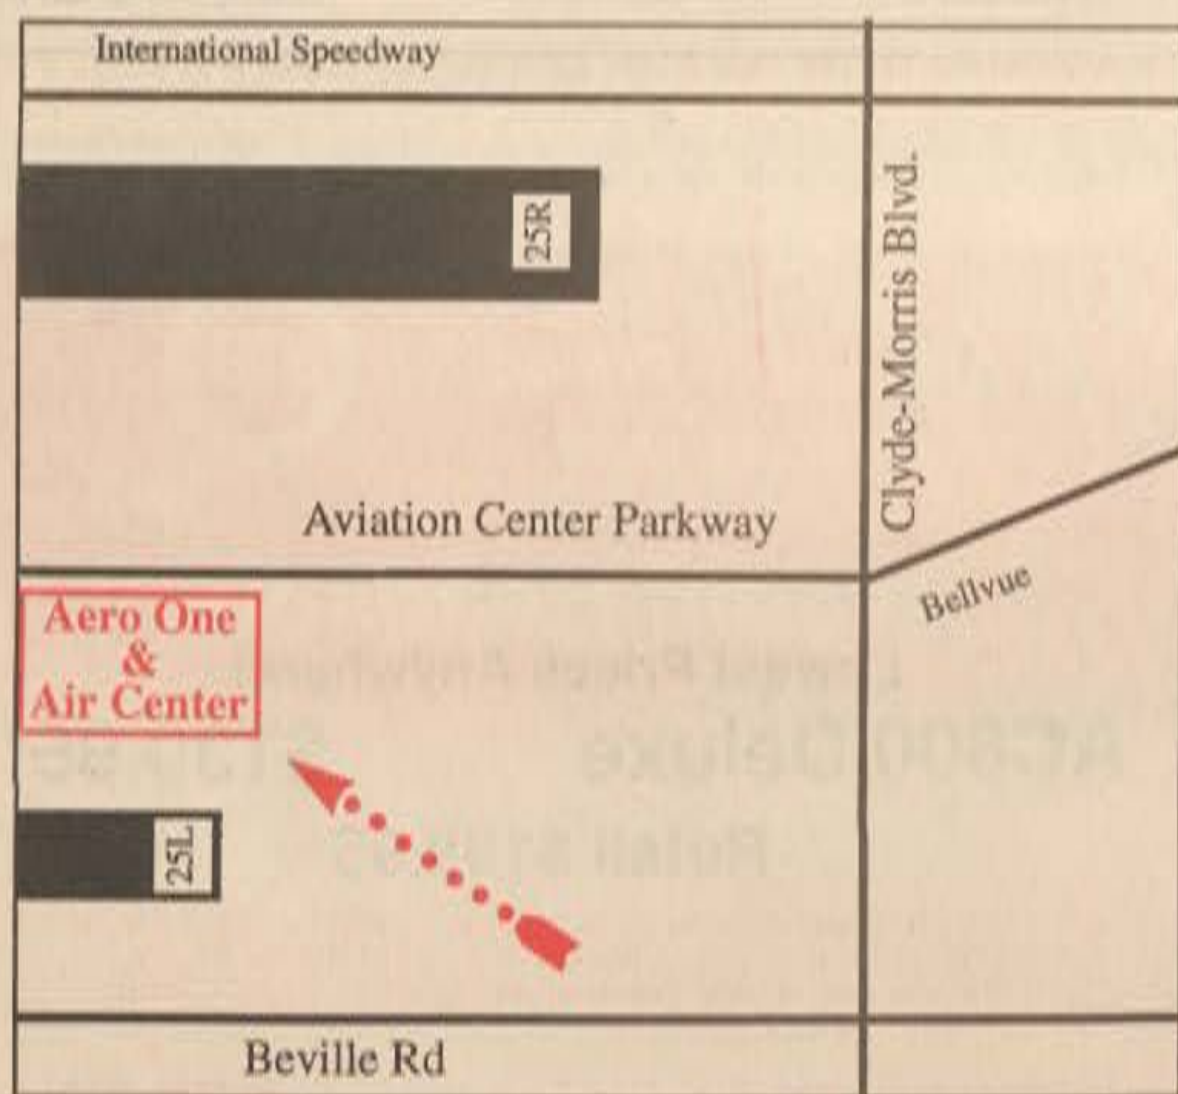 International Speedway
25R
Clyde-Morris Blvd.
Aviation Center Parkway
Bellvue
Aero One
&
Air Center
25L
Beville Rd